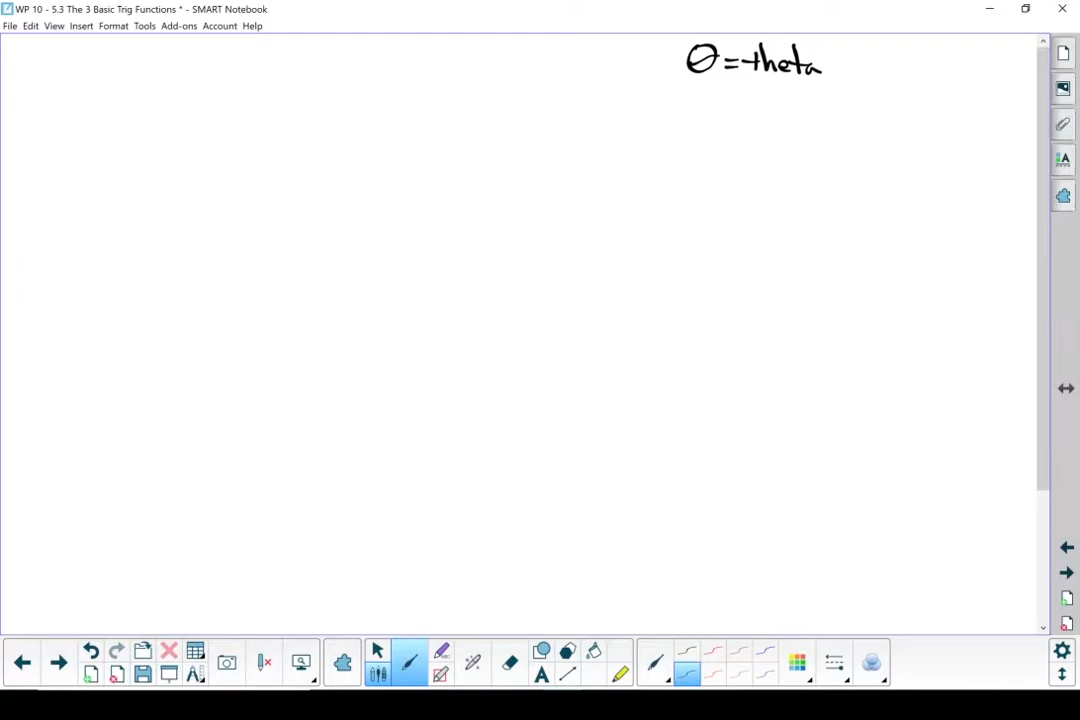 WP 10 - 5.3 The 3 Basic Trig Functions * - SMART Notebook
File Edit View Insert Format Tools Add-ons Account Help
θ = theta